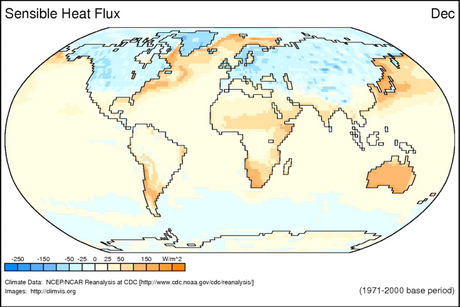 Sensible Heat Flux
Dec
-250 -150 -50 -25 0 25 50 150 W/m^2
Climate Data: NCEP/NCAR Reanalysis at CDC [http://www.cdc.noaa.gov/cdc/reanalysis/]
Images: http://climvis.org
(1971-2000 base period)